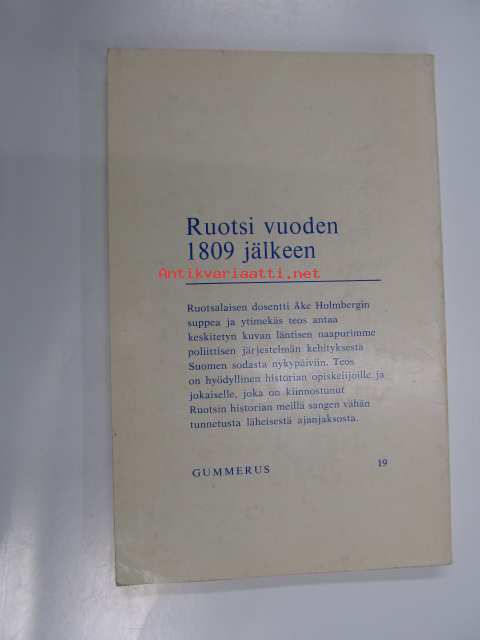 Ruotsi vuoden
1809 jälkeen
Antikvariaatti.net
Ruotsalaisen dosentti Åke Holmbergin
suppea ja ytimekäs teos antaa
keskitetyn kuvan läntisen naapurimme
poliittisen järjestelmän kehityksestä
Suomen sodasta nykypäiviin. Teos
on hyödyllinen historian opiskelijoille ja
jokaiselle, joka on kiinnostunut
Ruotsin historian meillä sangen vähän
tunnetusta läheisestä ajanjaksosta.
GUMMERUS 19